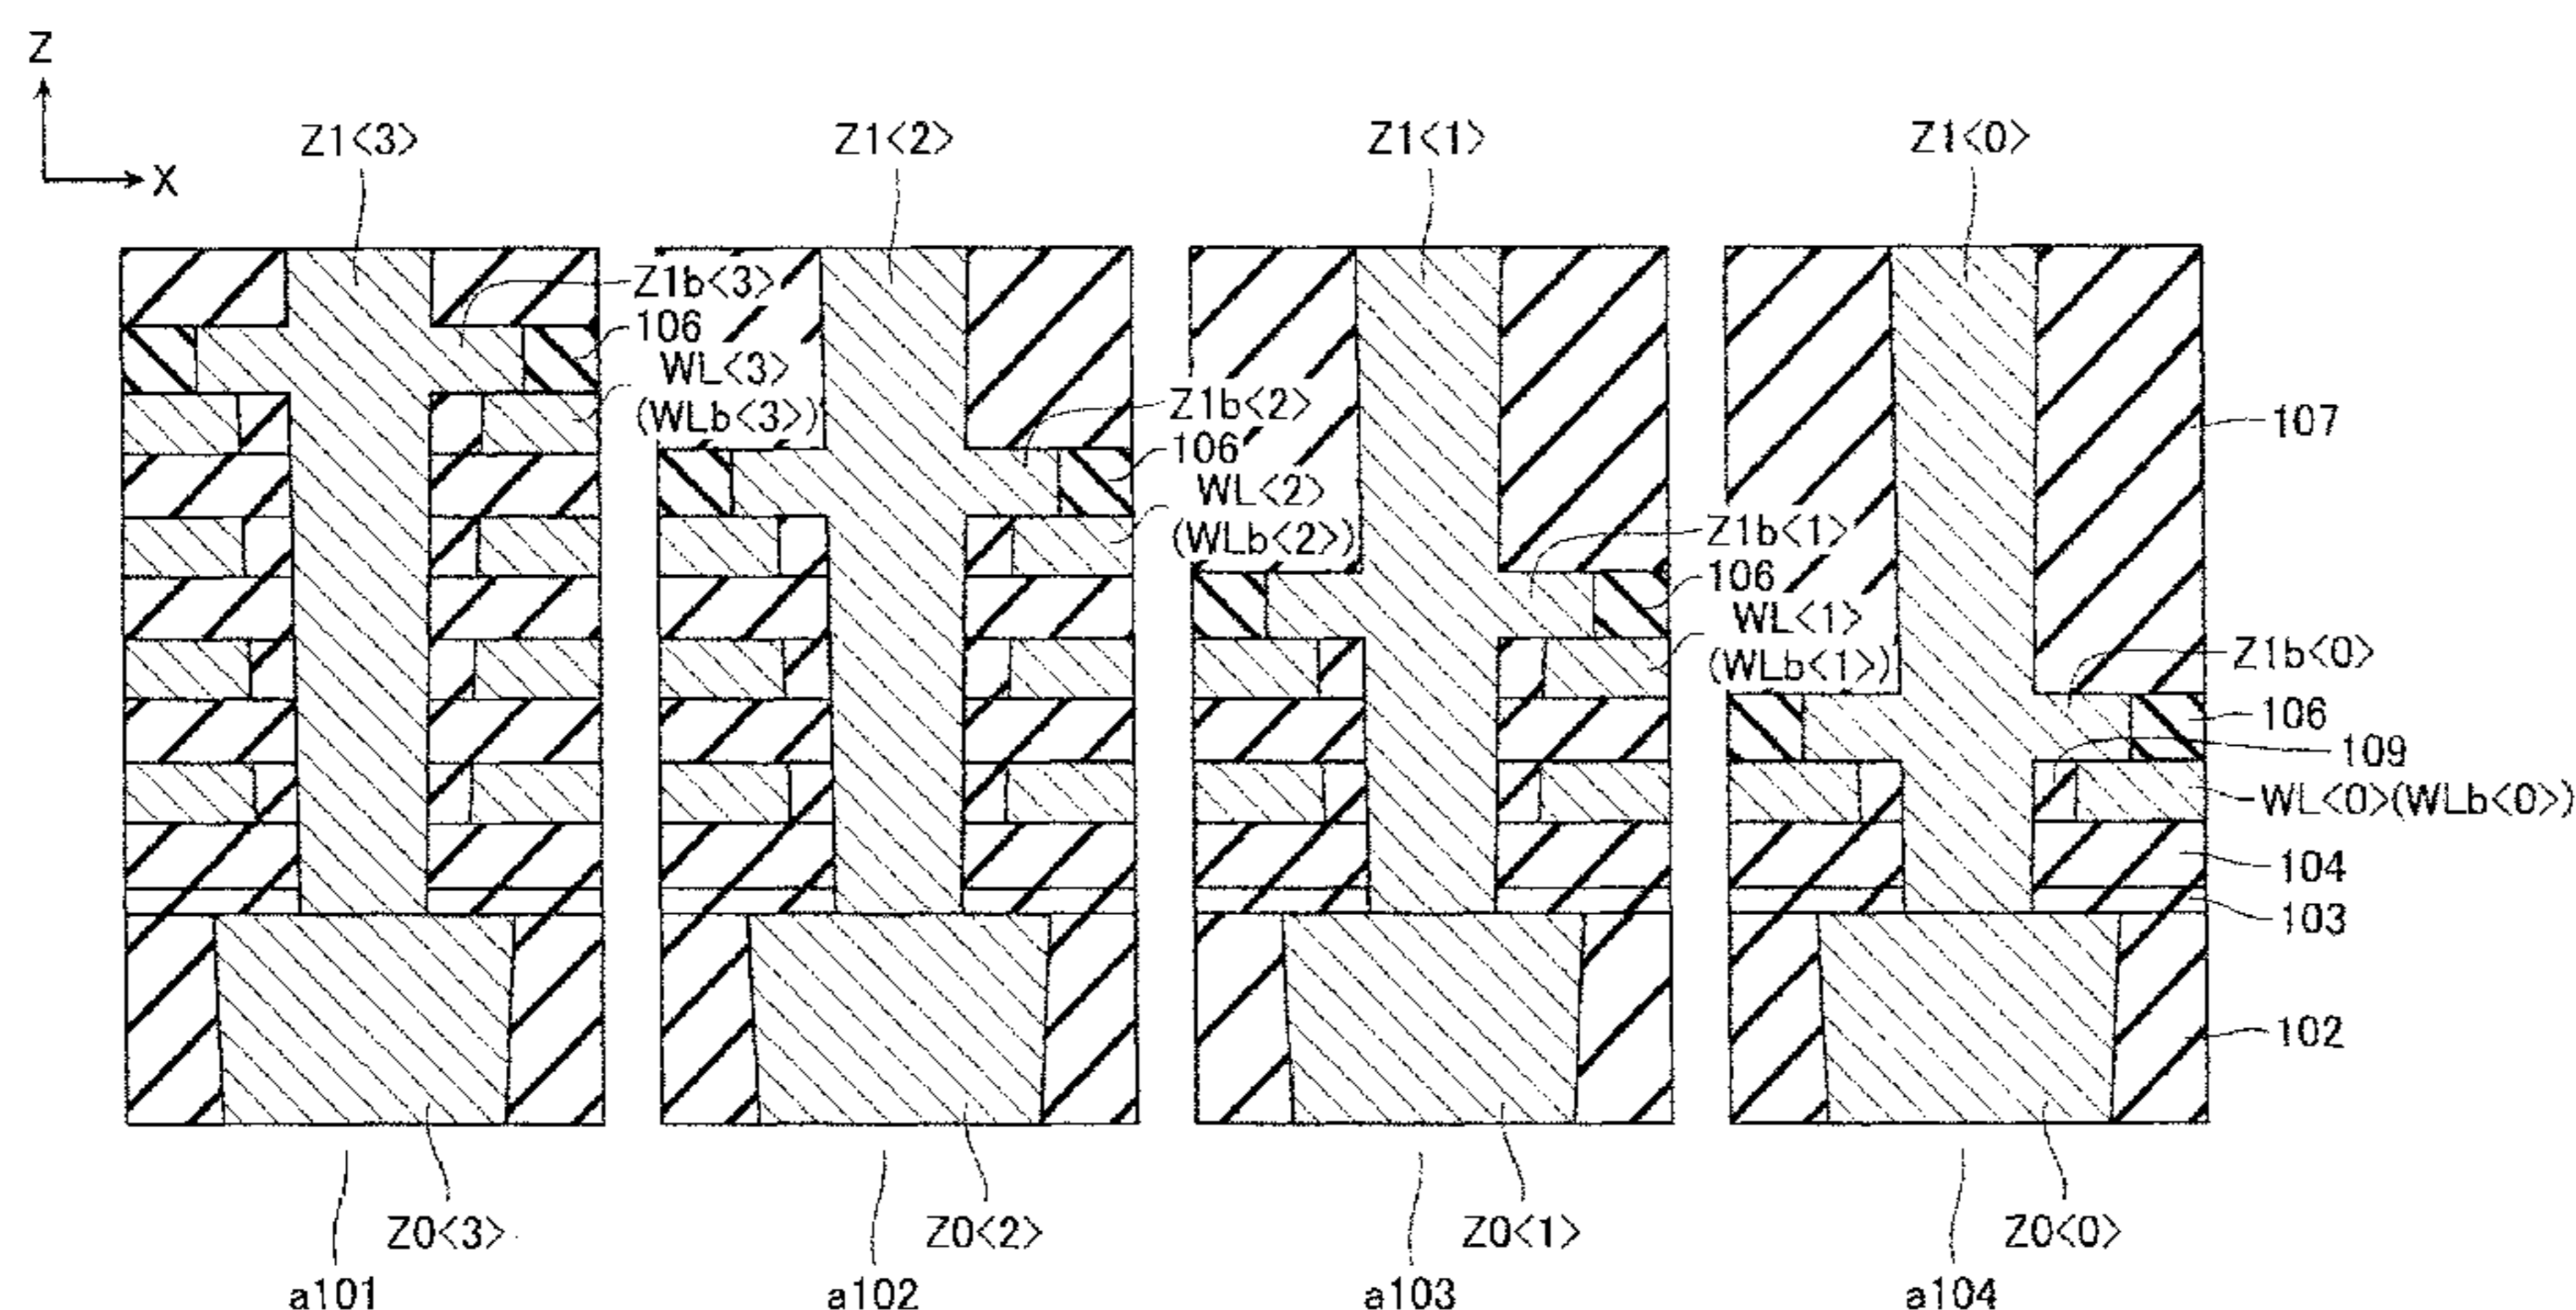 Z
X
Z1<3>
Z1<2>
Z1<1>
Z1<0>
Z1b<3>
106
WL<3>
(WLb<3>)
Z1b<2>
106
WL<2>
(WLb<2>)
Z1b<1>
106
WL<1>
(WLb<1>)
107
Z1b<0>
106
109
WL<0>(WLb<0>)
104
103
102
Z0<3>
Z0<2>
Z0<1>
Z0<0>
a101
a102
a103
a104